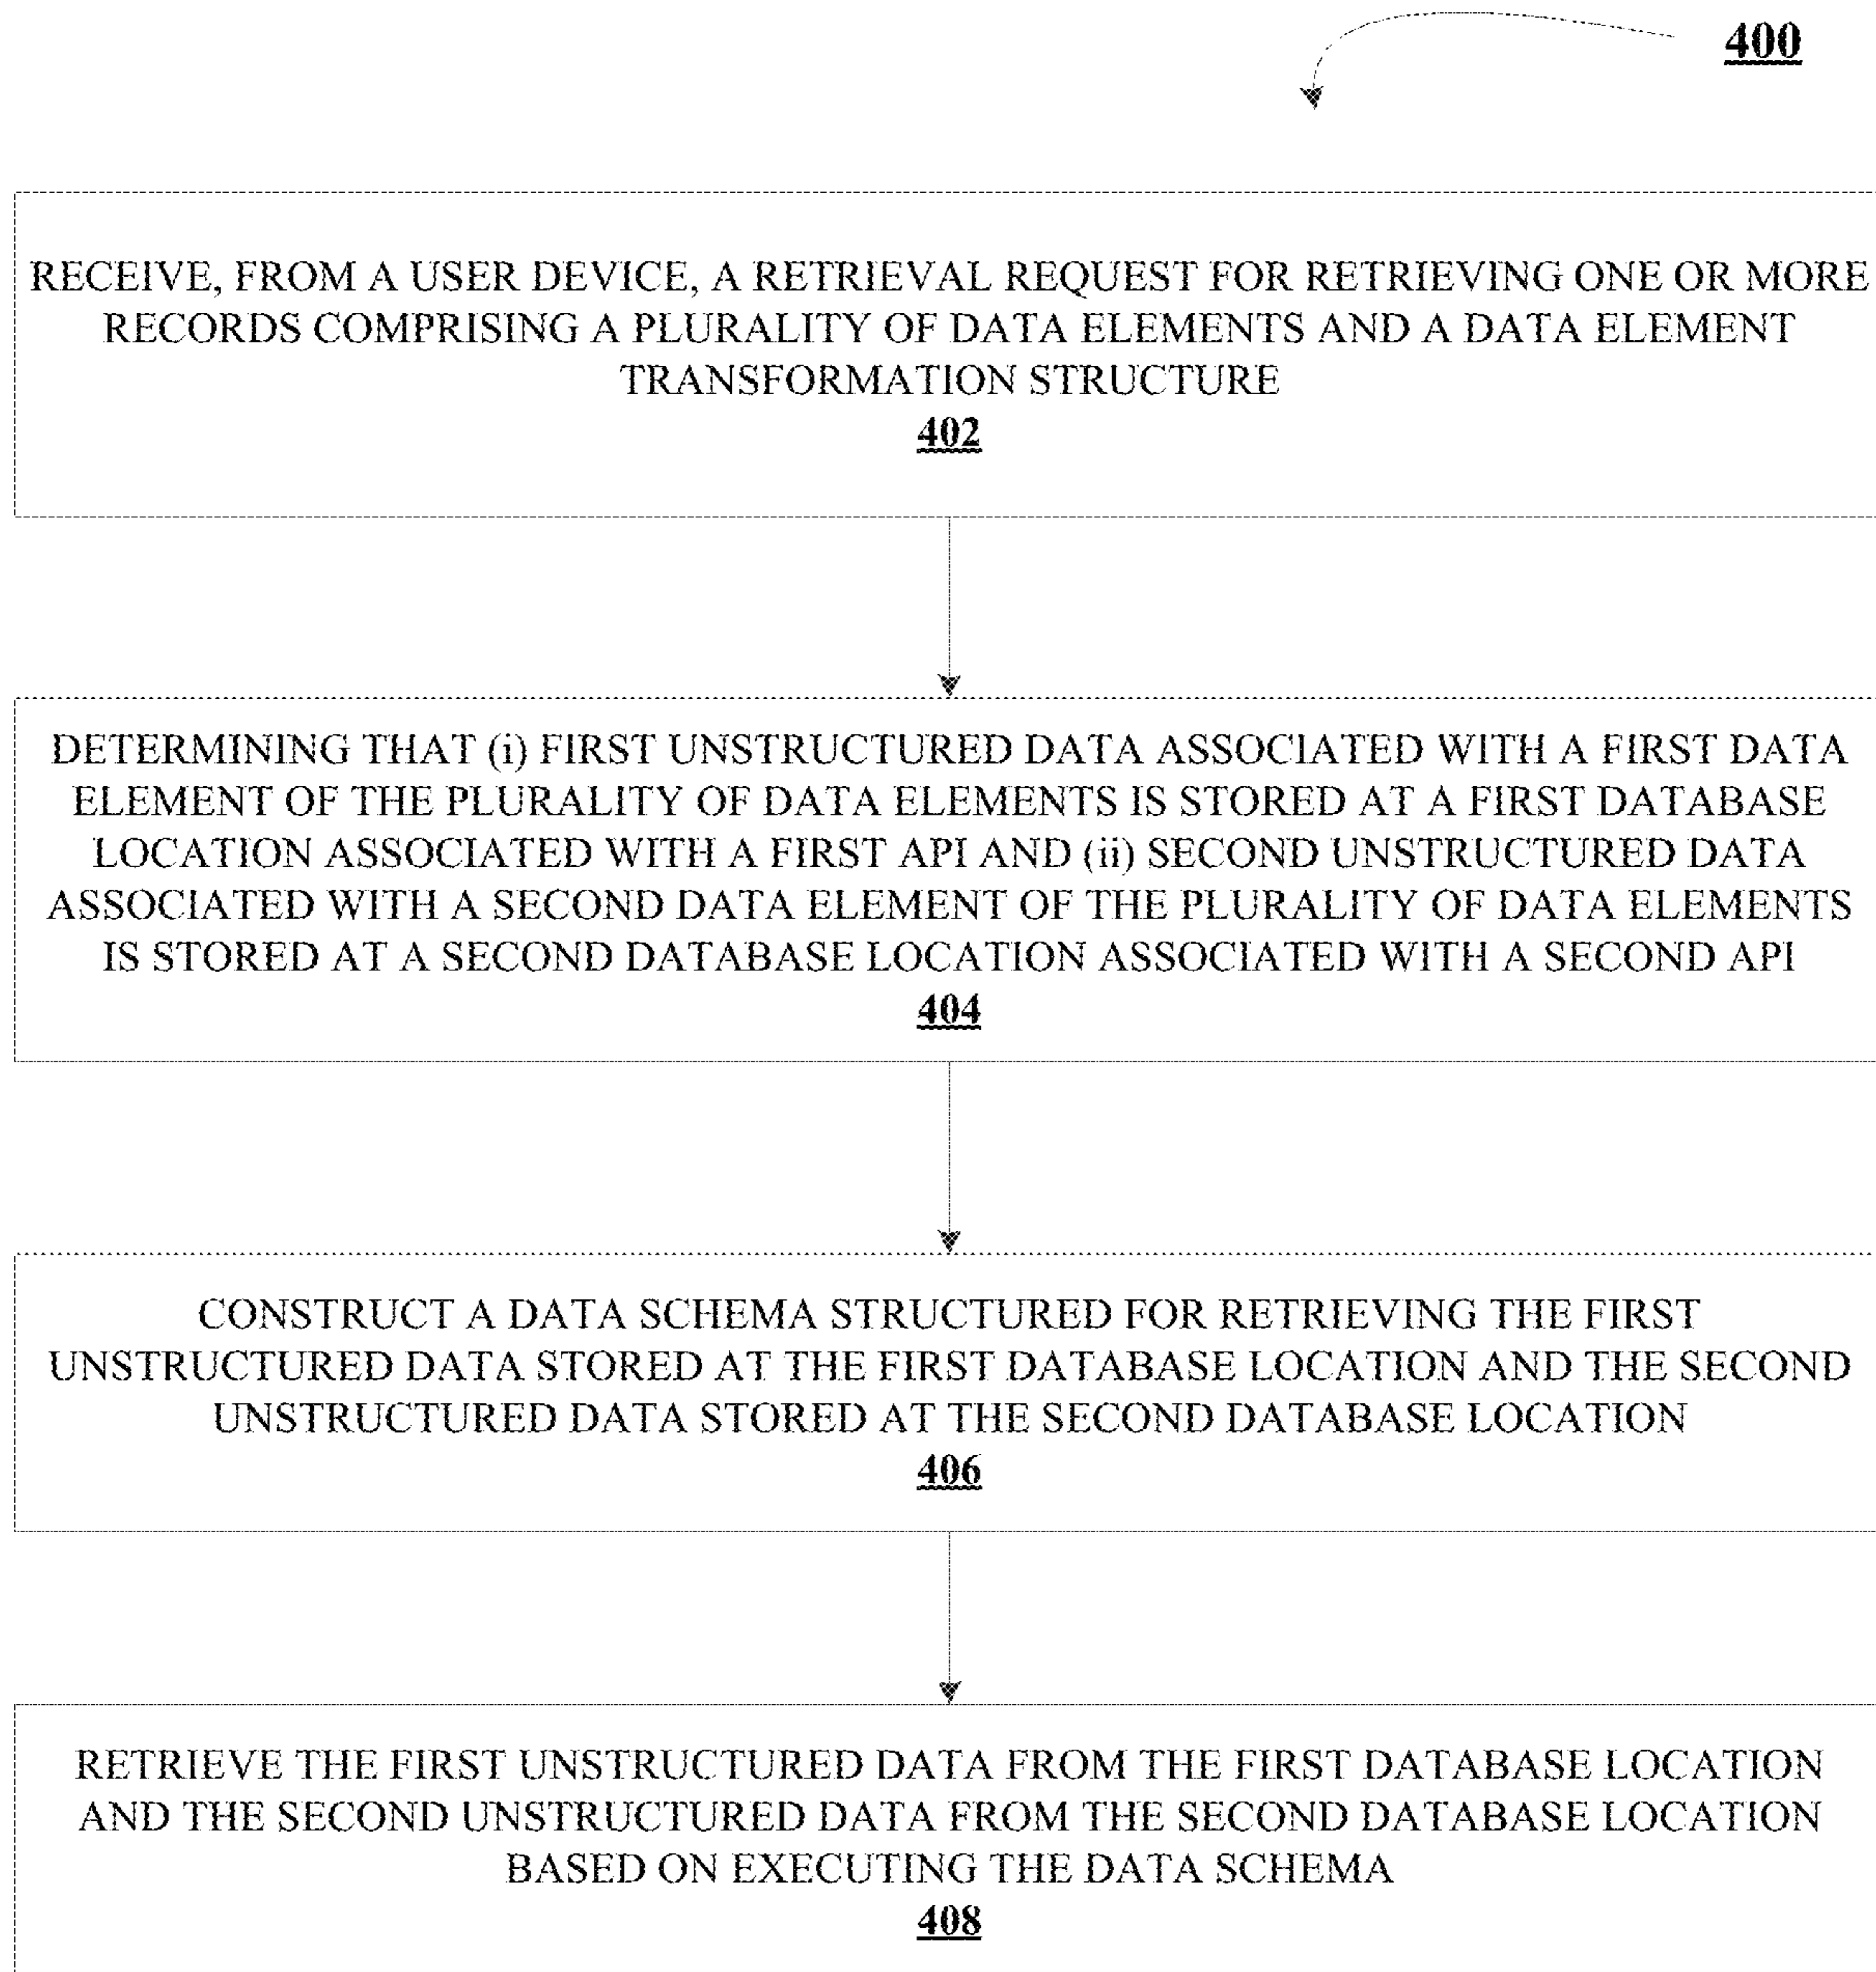 400
RECEIVE, FROM A USER DEVICE, A RETRIEVAL REQUEST FOR RETRIEVING ONE OR MORE
RECORDS COMPRISING A PLURALITY OF DATA ELEMENTS AND A DATA ELEMENT
TRANSFORMATION STRUCTURE
402
DETERMINING THAT (i) FIRST UNSTRUCTURED DATA ASSOCIATED WITH A FIRST DATA
ELEMENT OF THE PLURALITY OF DATA ELEMENTS IS STORED AT A FIRST DATABASE
LOCATION ASSOCIATED WITH A FIRST API AND (ii) SECOND UNSTRUCTURED DATA
ASSOCIATED WITH A SECOND DATA ELEMENT OF THE PLURALITY OF DATA ELEMENTS
IS STORED AT A SECOND DATABASE LOCATION ASSOCIATED WITH A SECOND API
404
CONSTRUCT A DATA SCHEMA STRUCTURED FOR RETRIEVING THE FIRST
UNSTRUCTURED DATA STORED AT THE FIRST DATABASE LOCATION AND THE SECOND
UNSTRUCTURED DATA STORED AT THE SECOND DATABASE LOCATION
406
RETRIEVE THE FIRST UNSTRUCTURED DATA FROM THE FIRST DATABASE LOCATION
AND THE SECOND UNSTRUCTURED DATA FROM THE SECOND DATABASE LOCATION
BASED ON EXECUTING THE DATA SCHEMA
408